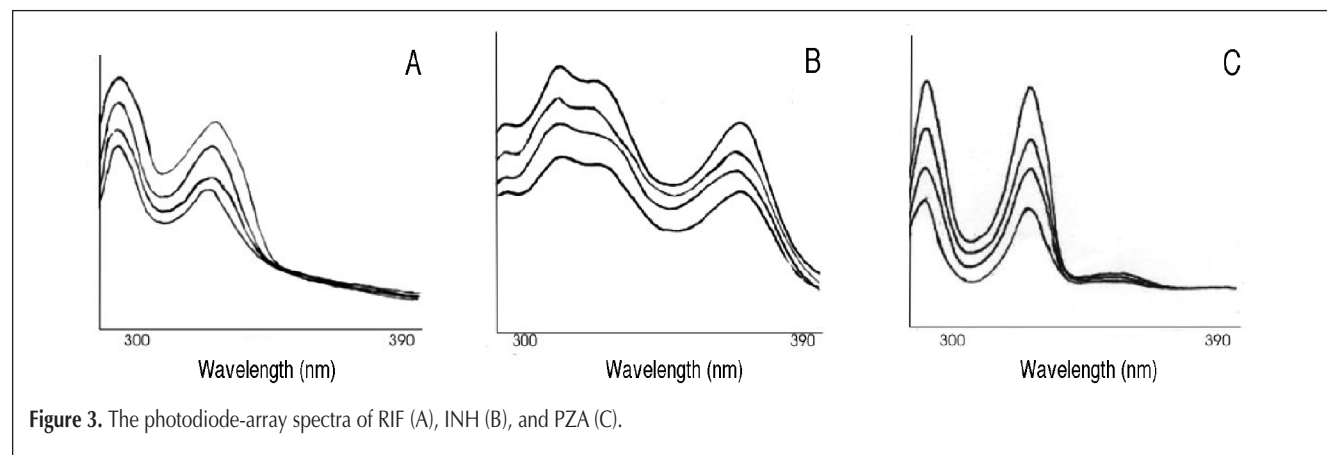 A
B
C
300
390
300
390
300
390
Wavelength (nm)
Wavelength (nm)
Wavelength (nm)
Figure 3. The photodiode-array spectra of RIF (A), INH (B), and PZA (C).